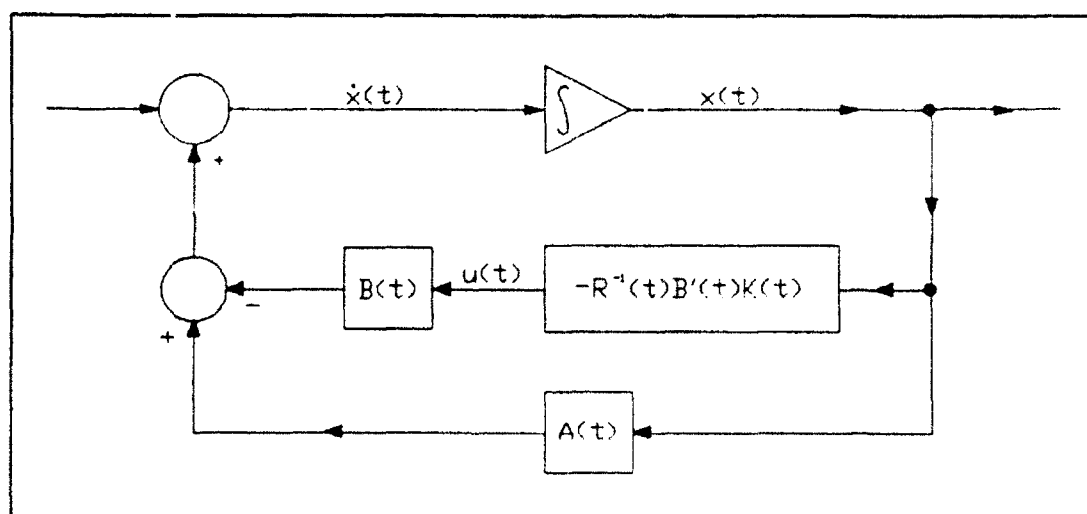 ẋ(t)
∫
x(t)
+
B(t)
u(t)
-R⁻¹(t)B'(t)K(t)
-
+
A(t)